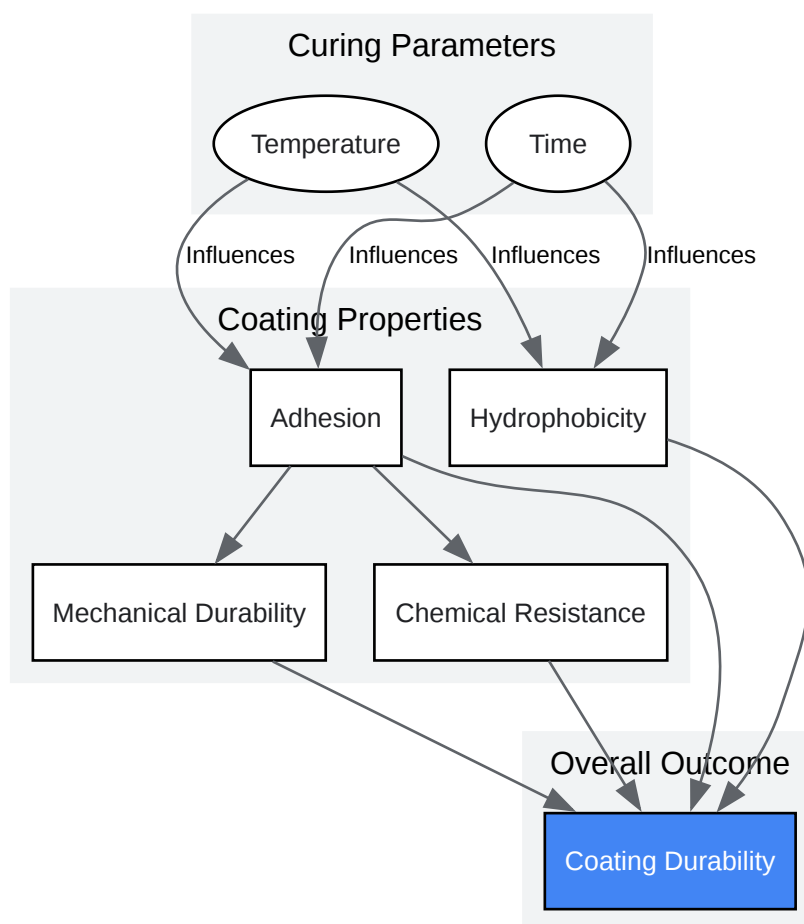 Curing Parameters
Temperature
Time
Influences
Influences
Influences
Influences
Coating Properties
Adhesion
Hydrophobicity
Mechanical Durability
Chemical Resistance
Overall Outcome
Coating Durability